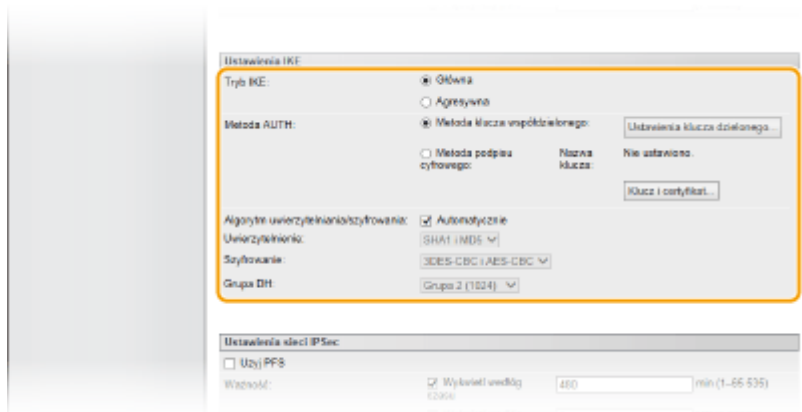 Ustawienia IKE
Tryb IKE: Główna
Agresywna
Metoda AUTH: Metoda klucza współdzielonego: Ustawienia klucza dzielonego...
Metoda podpisu cyfrowego: Nazwa klucza: Nie ustawiono.
Klucz i certyfikat...
Algorytm uwierzytelniania/szyfrowania: Automatycznie
Uwierzytelnienie: SHA1 i MD5
Szyfrowanie: 3DES-CBC i AES-CBC
Grupa DH: Grupa 2 (1024)
Ustawienia sieci IPSec
Użyj PFS
Ważność: Wyświetl według czasu 480 min (1-65 535)